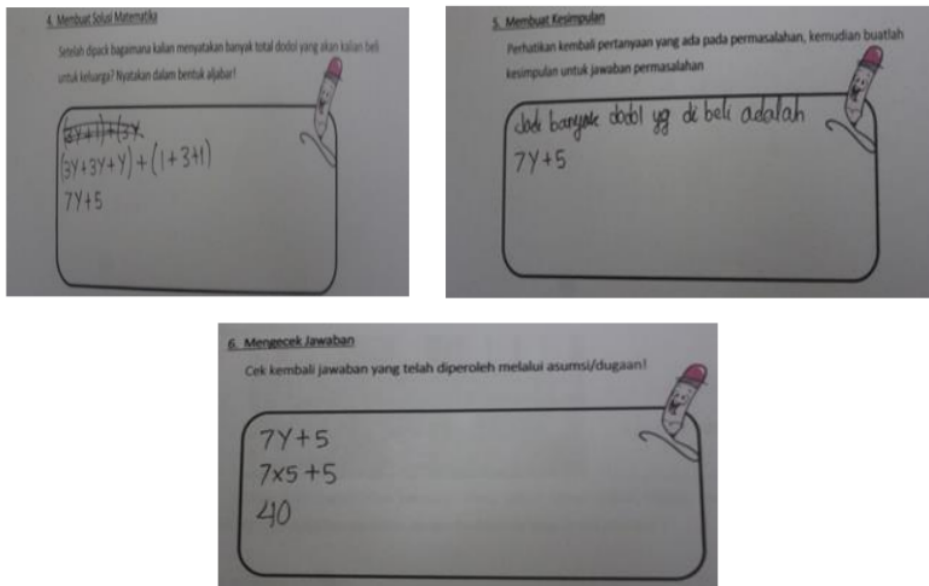 4. Membuat Solusi Matematika
Setelah dipack bagaimana kalian menyatakan banyak total dodol yang akan kalian beli
untuk keluarga? Nyatakan dalam bentuk aljabar!
(3Y+1)+(3Y
(3Y+3Y+Y)+(1+3+1)
7Y+5
5. Membuat Kesimpulan
Perhatikan kembali pertanyaan yang ada pada permasalahan, kemudian buatlah
kesimpulan untuk jawaban permasalahan
Jadi banyak dodol yg di beli adalah
7Y+5
6. Mengecek Jawaban
Cek kembali jawaban yang telah diperoleh melalui asumsi/dugaan!
7Y+5
7x5+5
40